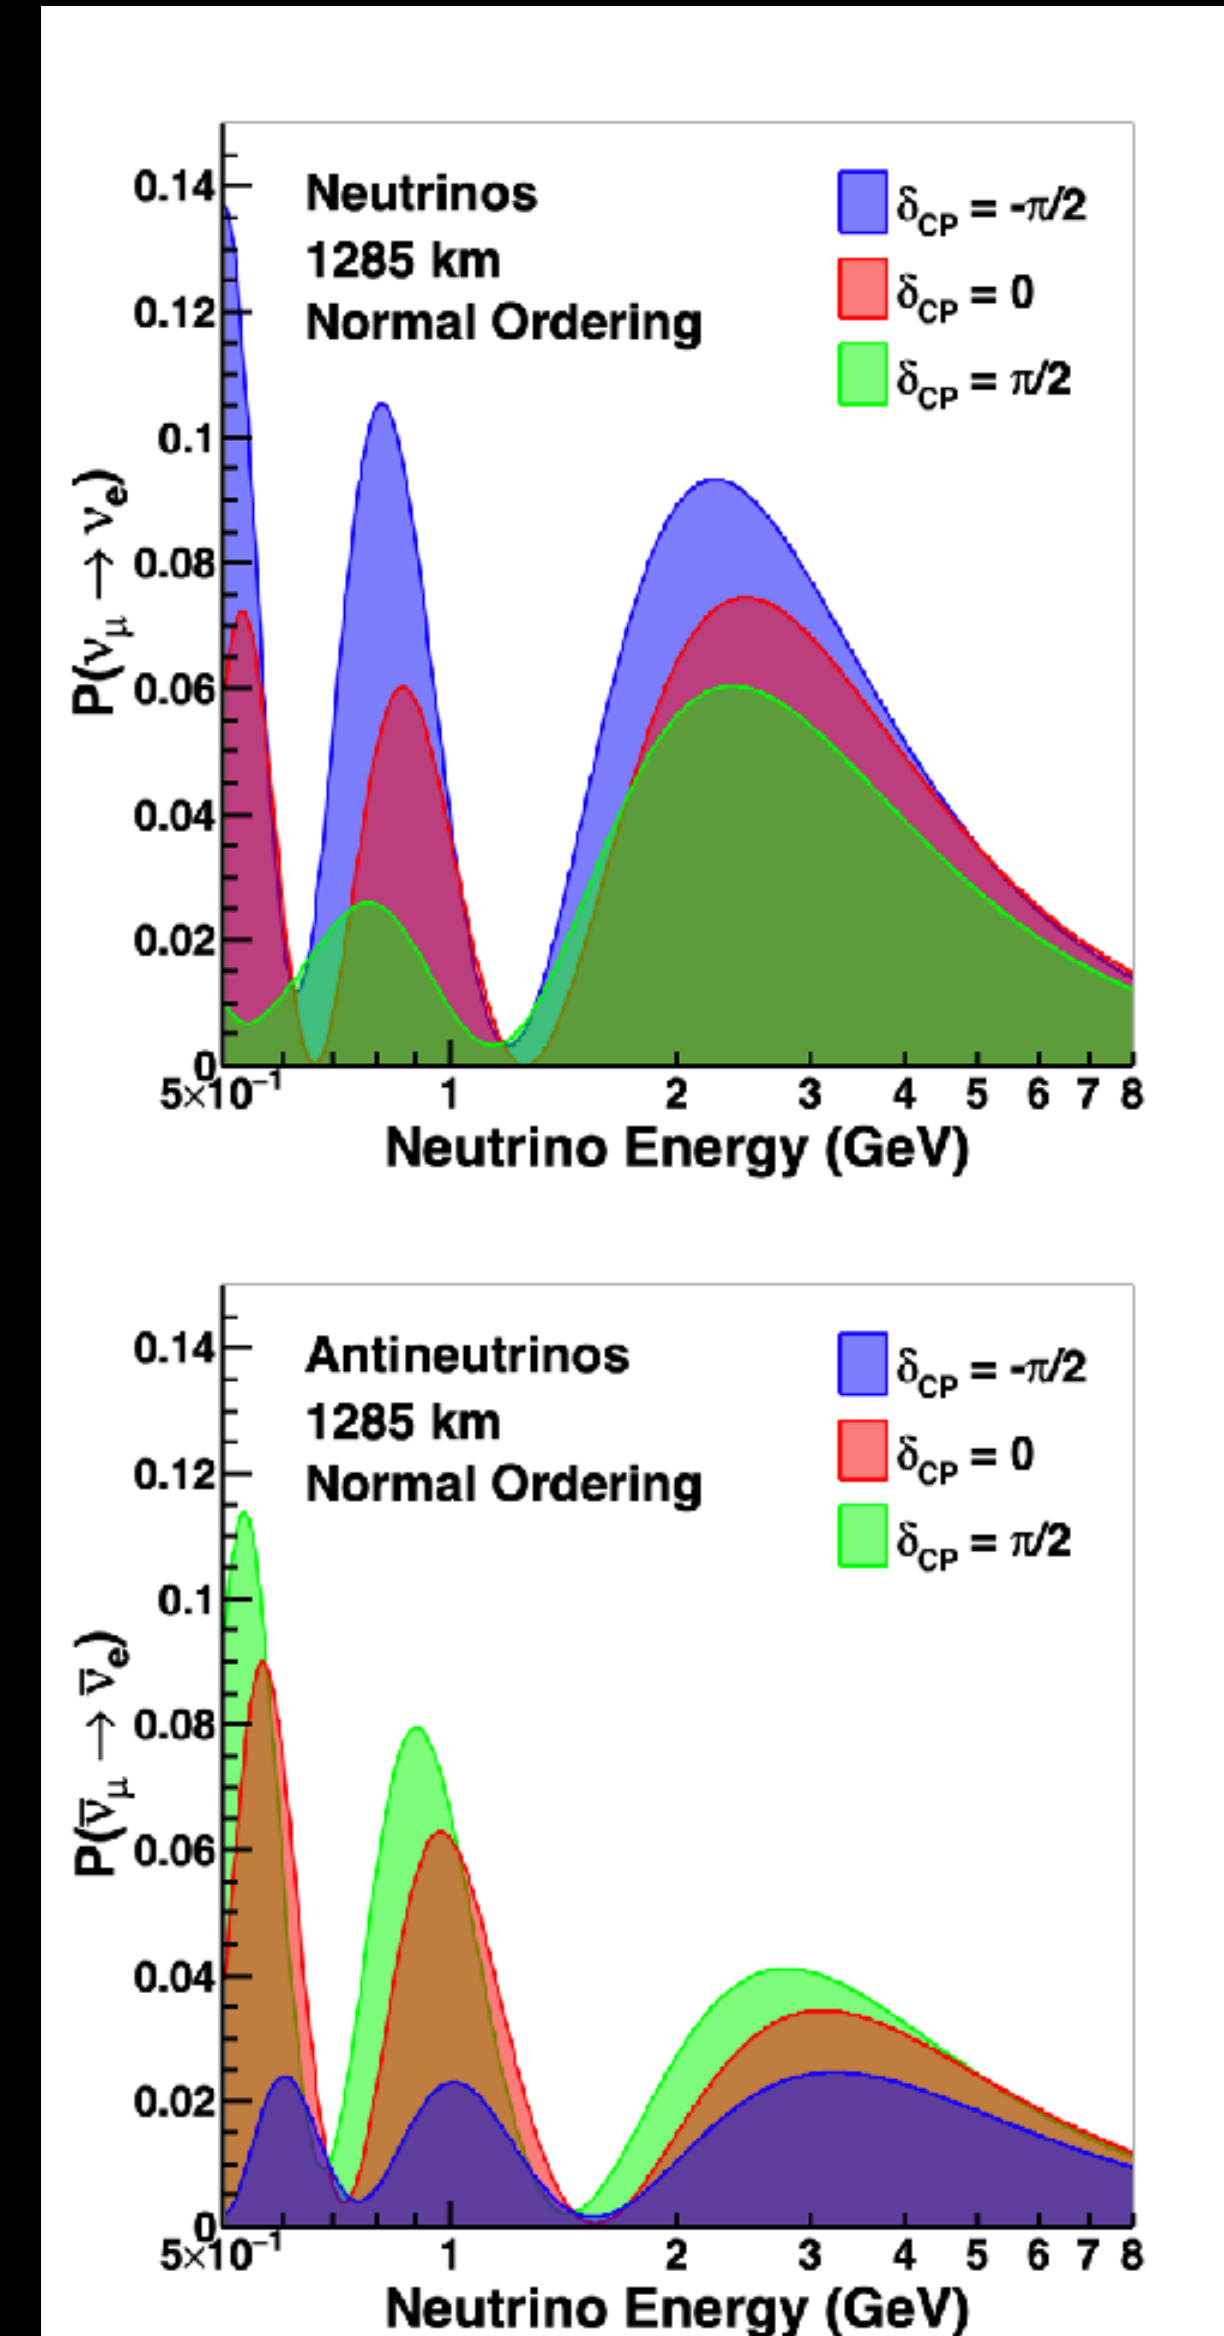 Neutrinos
1285 km
Normal Ordering
δCP = -π/2
δCP = 0
δCP = π/2
0.14
0.12
0.1
0.08
0.06
0.04
0.02
0
P(νμ → νe)
5×10⁻¹ 1 2 3 4 5 6 7 8
Neutrino Energy (GeV)
Antineutrinos
1285 km
Normal Ordering
δCP = -π/2
δCP = 0
δCP = π/2
0.14
0.12
0.1
0.08
0.06
0.04
0.02
0
P(ν̄μ → ν̄e)
5×10⁻¹ 1 2 3 4 5 6 7 8
Neutrino Energy (GeV)